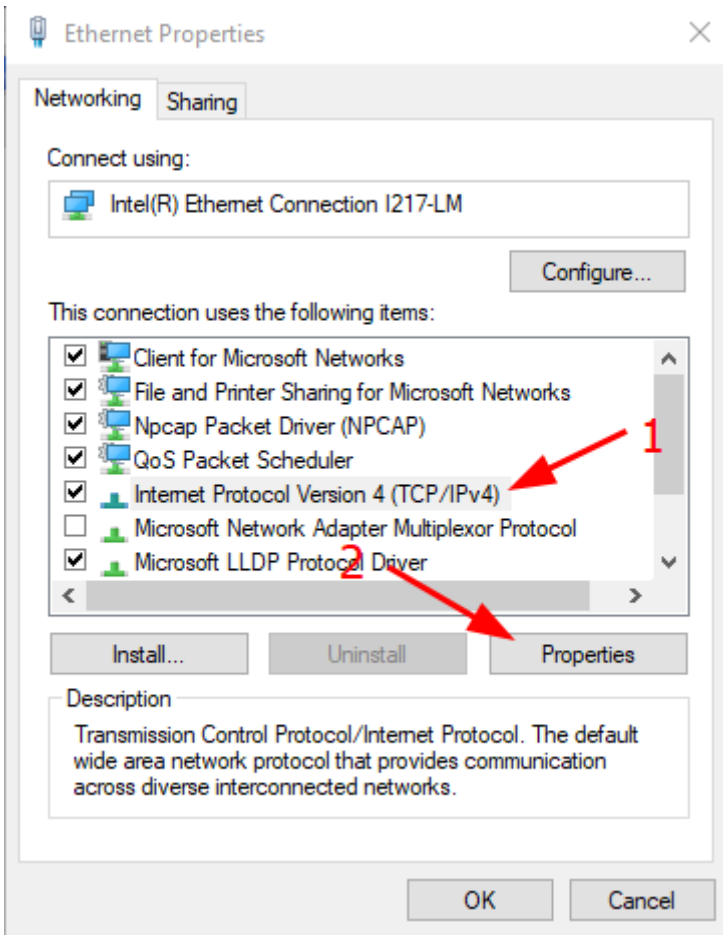 Ethernet Properties
Networking
Sharing
Connect using:
Intel(R) Ethernet Connection I217-LM
Configure...
This connection uses the following items:
Client for Microsoft Networks
File and Printer Sharing for Microsoft Networks
Npcap Packet Driver (NPCAP)
1
QoS Packet Scheduler
Internet Protocol Version 4 (TCP/IPv4)
Microsoft Network Adapter Multiplexor Protocol
2
Microsoft LLDP Protocol Driver
Install...
Uninstall
Properties
Description
Transmission Control Protocol/Internet Protocol. The default
wide area network protocol that provides communication
across diverse interconnected networks.
OK
Cancel